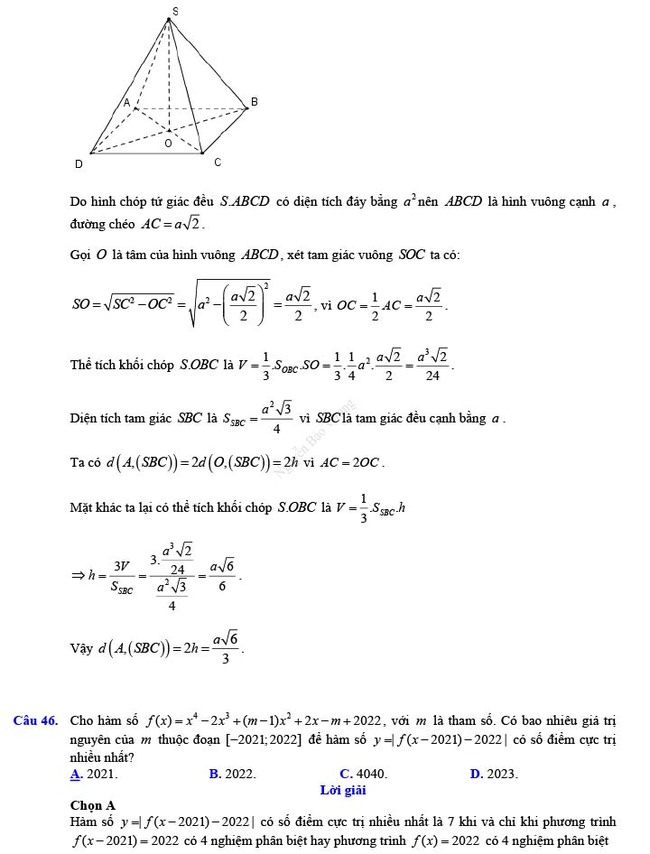 S
A
B
O
D
C
Do hình chóp tứ giác đều S.ABCD có diện tích đáy bằng a² nên ABCD là hình vuông cạnh a ,
đường chéo AC = a√2 .
Gọi O là tâm của hình vuông ABCD, xét tam giác vuông SOC ta có:
SO = √(SC² − OC²) = √(a² − (a√2/2)²) = a√2/2 , vì OC = 1/2 AC = a√2/2 .
Thể tích khối chóp S.OBC là V = 1/3 .S_OBC.SO = 1/3 . 1/4 a². a√2/2 = a³√2/24 .
Diện tích tam giác SBC là S_SBC = a²√3/4 vì SBC là tam giác đều cạnh bằng a .
Ta có d(A,(SBC)) = 2d(O,(SBC)) = 2h vì AC = 2OC .
Mặt khác ta lại có thể tích khối chóp S.OBC là V = 1/3 .S_SBC.h
⇒ h = 3V/S_SBC = (3. a³√2/24)/(a²√3/4) = a√6/6 .
Vậy d(A,(SBC)) = 2h = a√6/3 .
Câu 46. Cho hàm số f(x) = x⁴ − 2x³ + (m−1)x² + 2x − m + 2022, với m là tham số. Có bao nhiêu giá trị
nguyên của m thuộc đoạn [−2021;2022] để hàm số y =| f(x−2021) − 2022 | có số điểm cực trị
nhiều nhất?
A. 2021. B. 2022. C. 4040. D. 2023.
Lời giải
Chọn A
Hàm số y =| f(x−2021) − 2022 | có số điểm cực trị nhiều nhất là 7 khi và chỉ khi phương trình
f(x−2021) = 2022 có 4 nghiệm phân biệt hay phương trình f(x) = 2022 có 4 nghiệm phân biệt